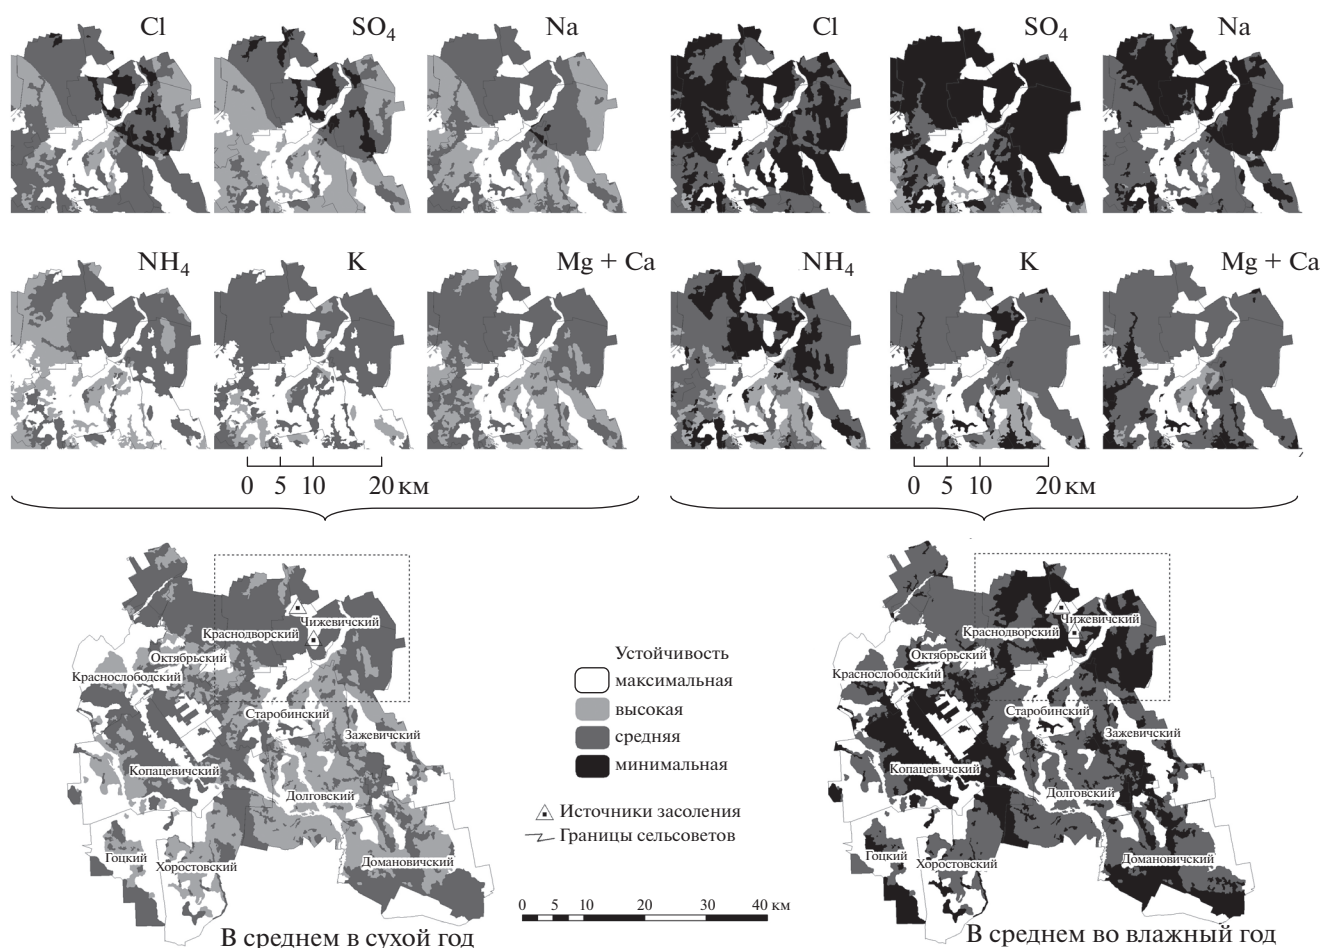 Cl SO4 Na Cl SO4 Na
NH4 K Mg + Ca NH4 K Mg + Ca
0 5 10 20 км 0 5 10 20 км
Чижевичский
Краснодворский
Октябрьский
Краснослободский
Старобинский
Зажевичский
Копацевичский
Долговский
Гоцкий
Хоростовский
Домановичский
В среднем в сухой год
Устойчивость
максимальная
высокая
средняя
минимальная
Источники засоления
Границы сельсоветов
0 5 10 20 30 40 км
Чижевичский
Краснодворский
Октябрьский
Краснослободский
Старобинский
Зажевичский
Копацевичский
Долговский
Гоцкий
Хоростовский
Домановичский
В среднем во влажный год